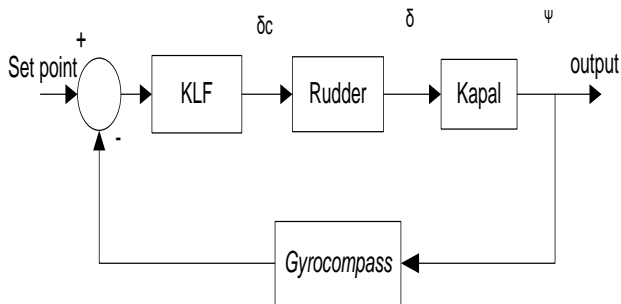 δc
δ
Ψ
+
Set point
KLF
Rudder
Kapal
output
-
Gyrocompass